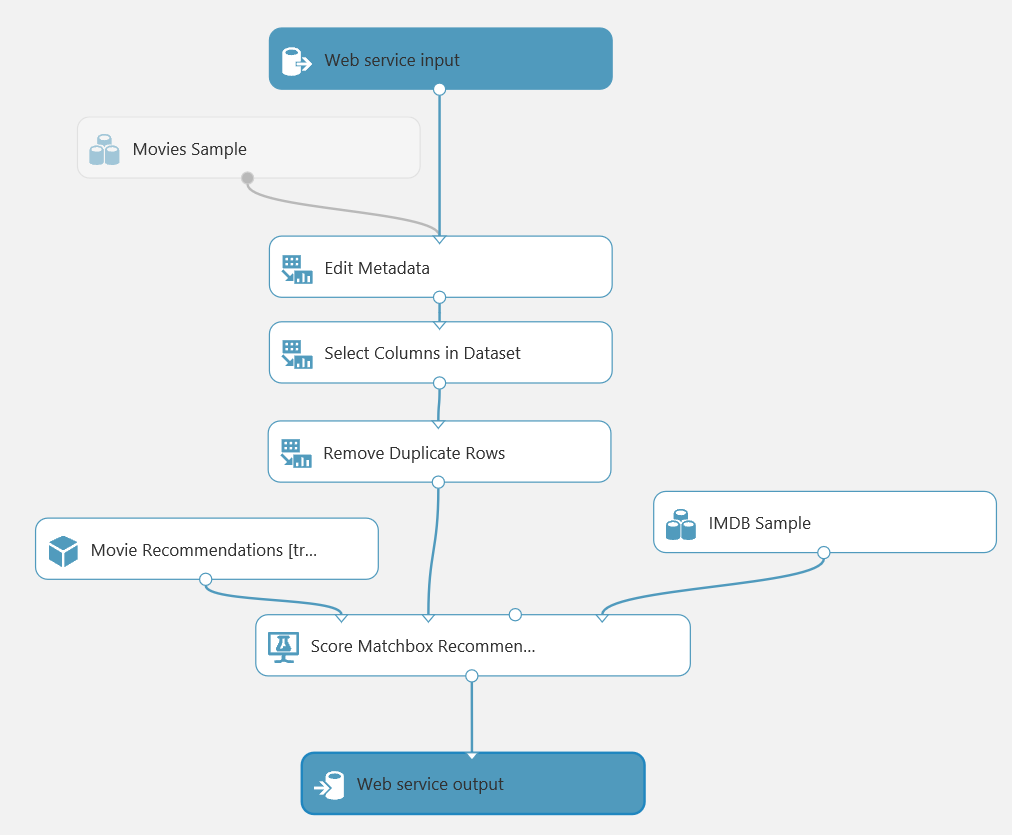 Web service input
Movies Sample
Edit Metadata
Select Columns in Dataset
Remove Duplicate Rows
IMDB Sample
Movie Recommendations [tr...
Score Matchbox Recommen...
Web service output